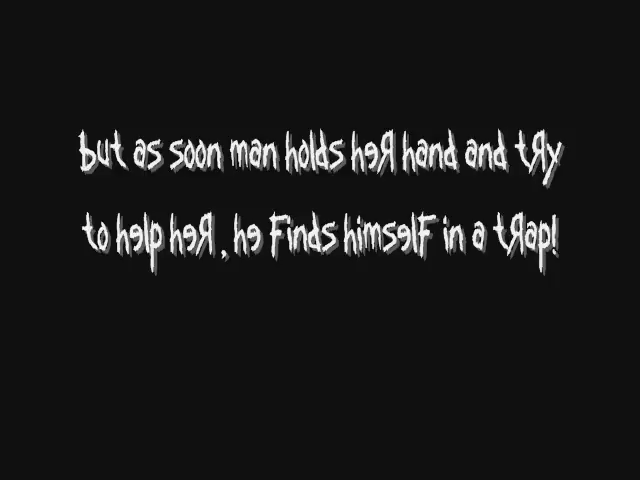 but as soon man holds her hand and try
to help her , he Finds himselF in a trap!